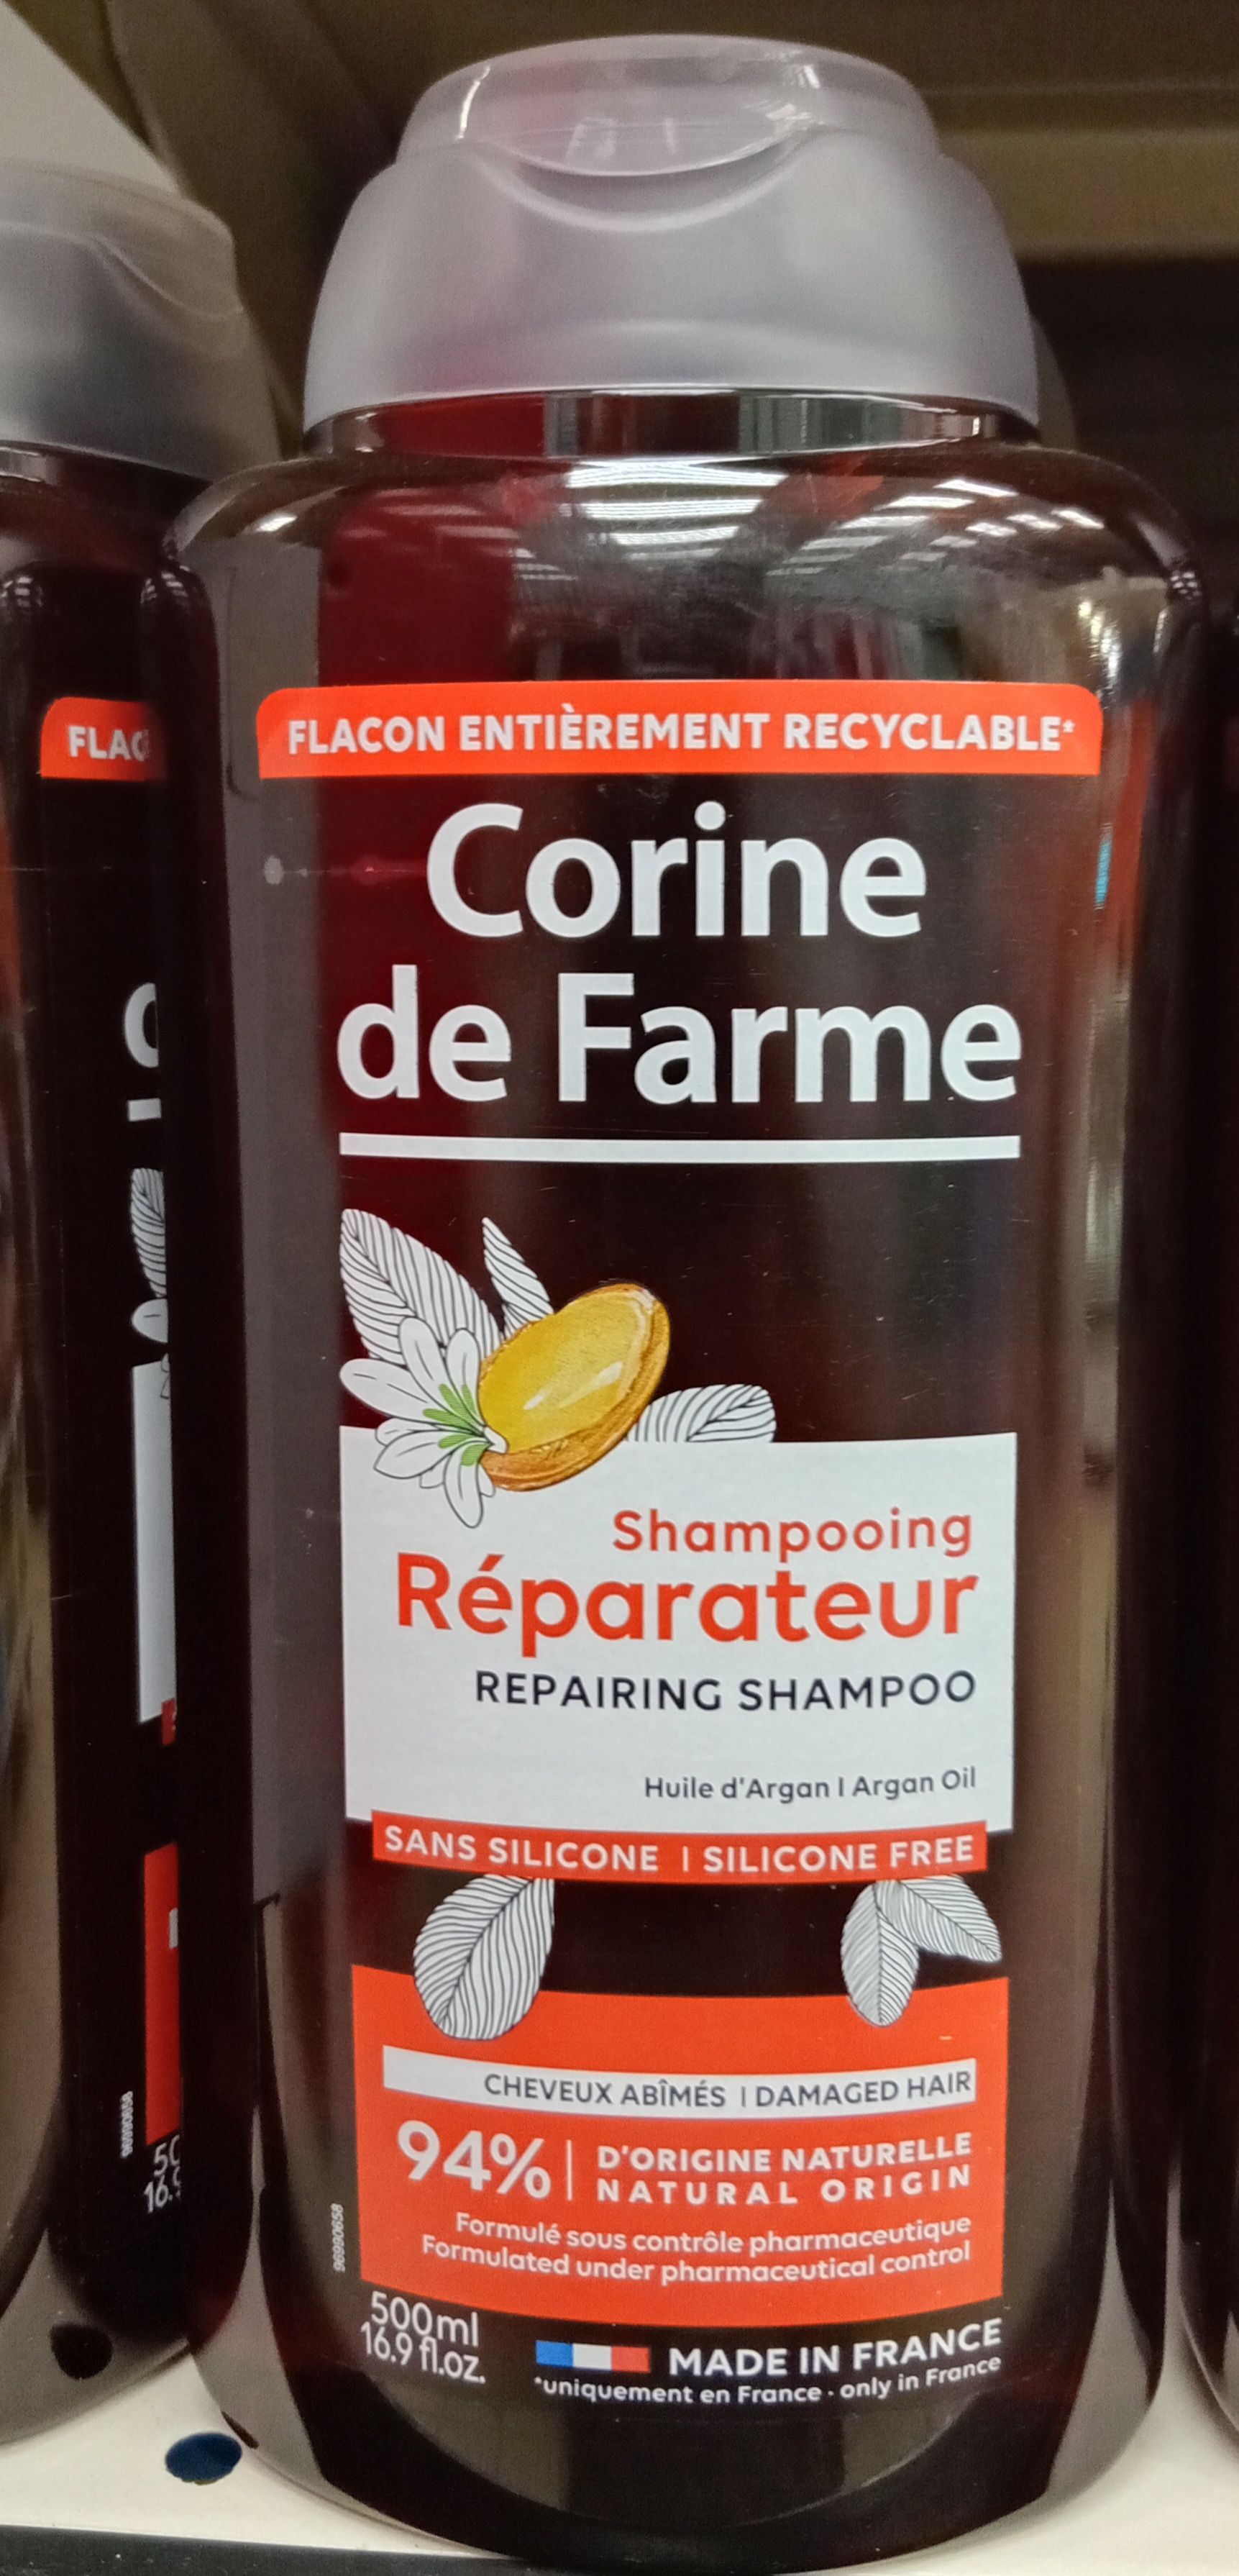 FLACON ENTIÈREMENT RECYCLABLE*
Corine
de Farme
Shampooing
Réparateur
REPAIRING SHAMPOO
Huile d'Argan I Argan Oil
SANS SILICONE | SILICONE FREE
CHEVEUX ABÎMÉS | DAMAGED HAIR
94% | D'ORIGINE NATURELLE
NATURAL ORIGIN
Formulé sous contrôle pharmaceutique
Formulated under pharmaceutical control
96990658
500ml
16.9 fl.oz.
MADE IN FRANCE
*uniquement en France - only in France
FLAC